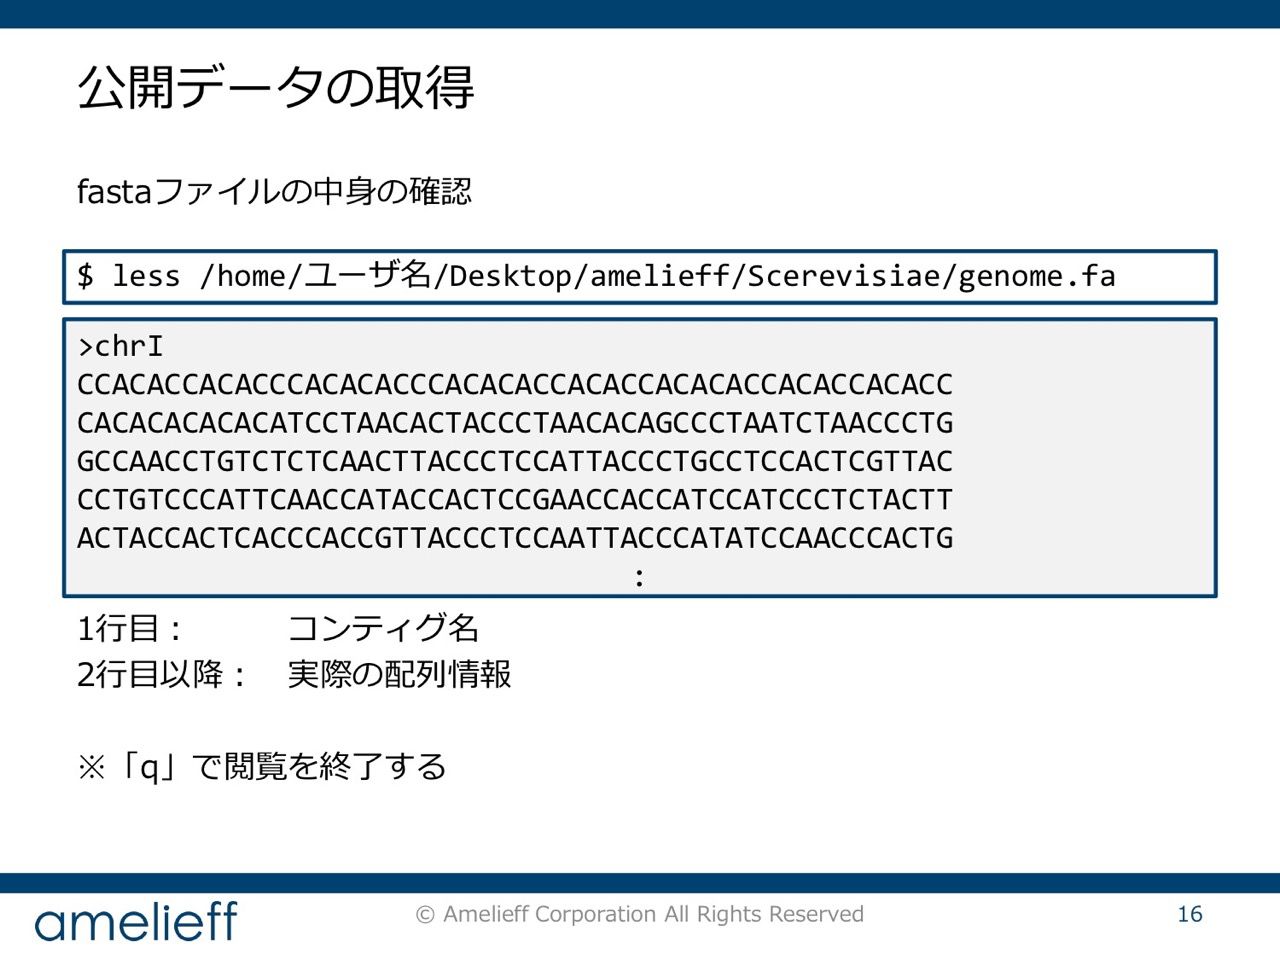 公開データの取得
fastaファイルの中身の確認
$ less /home/ユーザ名/Desktop/amelieff/Scerevisiae/genome.fa
>chrI
CCACACCACACCCACACACCCACACACCACACCACACACCACACCACACC
CACACACACACATCCTAACACTACCCTAACACAGCCCTAATCTAACCCTG
GCCAACCTGTCTCTCAACTTACCCTCCATTACCCTGCCTCCACTCGTTAC
CCTGTCCCATTCAACCATACCACTCCGAACCACCATCCATCCCTCTACTT
ACTACCACTCACCCACCGTTACCCTCCAATTACCCATATCCAACCCACTG
:
1行目： コンティグ名
2行目以降： 実際の配列情報
※「q」で閲覧を終了する
amelieff
© Amelieff Corporation All Rights Reserved
16